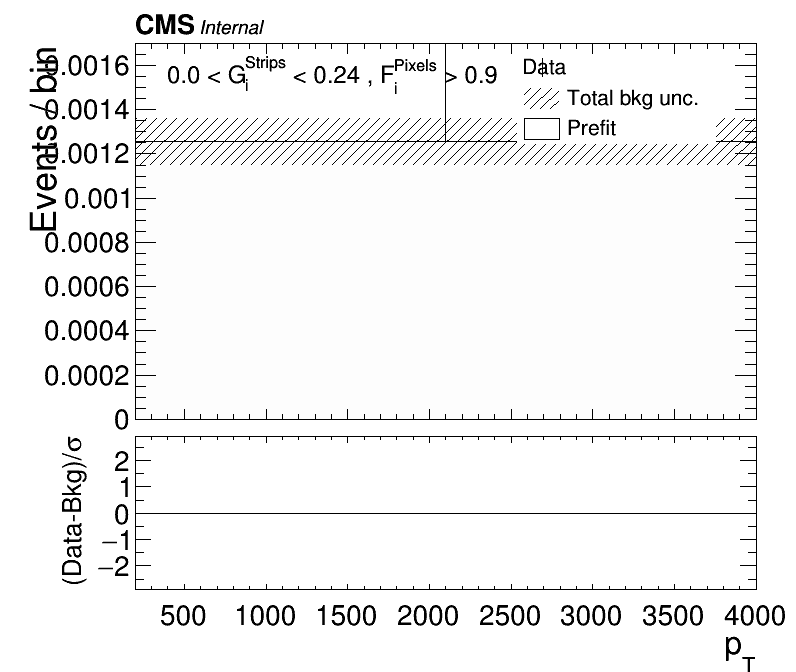 CMS Internal
0.0 < G_i^Strips < 0.24 , F_i^Pixels > 0.9
Data
Total bkg unc.
Prefit
Events / bin
0.0016
0.0014
0.0012
0.001
0.0008
0.0006
0.0004
0.0002
0
(Data-Bkg)/σ
2
1
0
−1
−2
500 1000 1500 2000 2500 3000 3500 4000
p_T